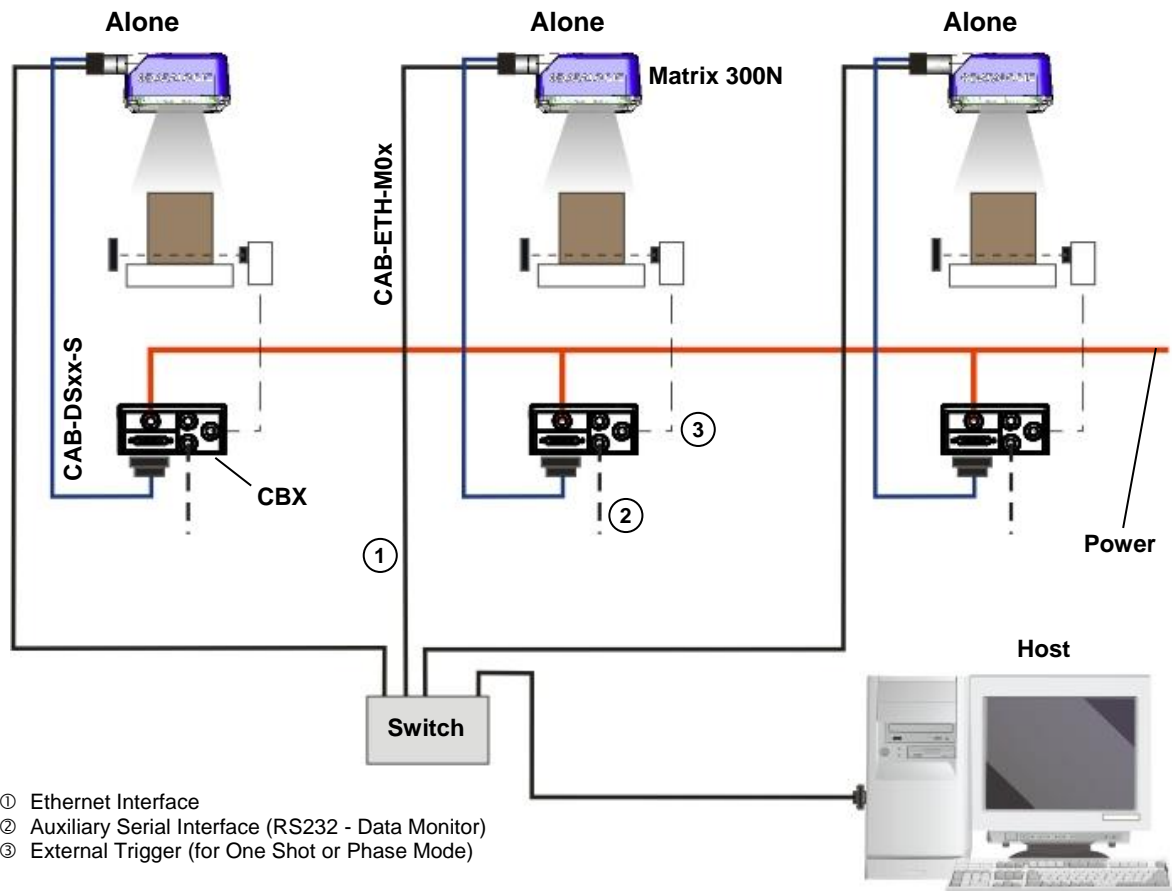 Alone
Alone
Alone
Matrix 300N
CAB-ETH-M0x
CAB-DSxx-S
CBX
③
②
①
Power
Host
Switch
① Ethernet Interface
② Auxiliary Serial Interface (RS232 - Data Monitor)
③ External Trigger (for One Shot or Phase Mode)